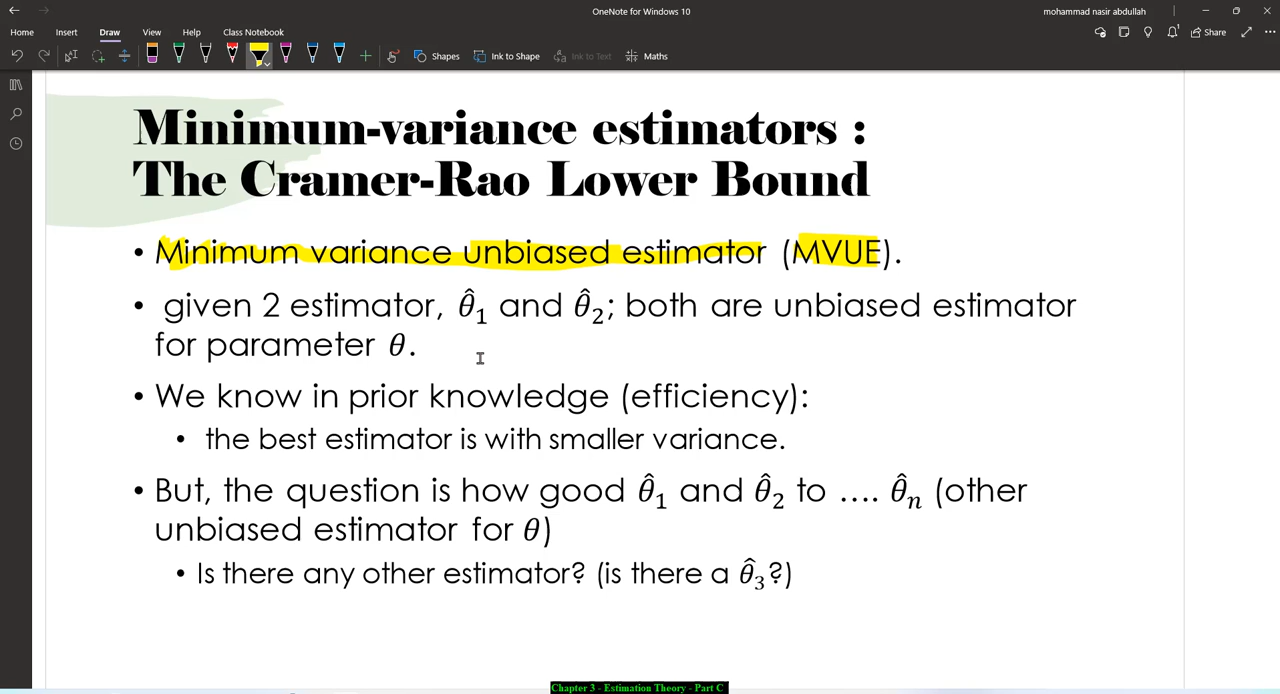 OneNote for Windows 10
mohammad nasir abdullah
Home Insert Draw View Help Class Notebook
Share
Shapes Ink to Shape Ink to Text Maths
Minimum-variance estimators :
The Cramer-Rao Lower Bound
• Minimum variance unbiased estimator (MVUE).
• given 2 estimator, θ̂₁ and θ̂₂; both are unbiased estimator
for parameter θ.
• We know in prior knowledge (efficiency):
• the best estimator is with smaller variance.
• But, the question is how good θ̂₁ and θ̂₂ to .... θ̂ₙ (other
unbiased estimator for θ)
• Is there any other estimator? (is there a θ̂₃?)
Chapter 3 - Estimation Theory - Part C